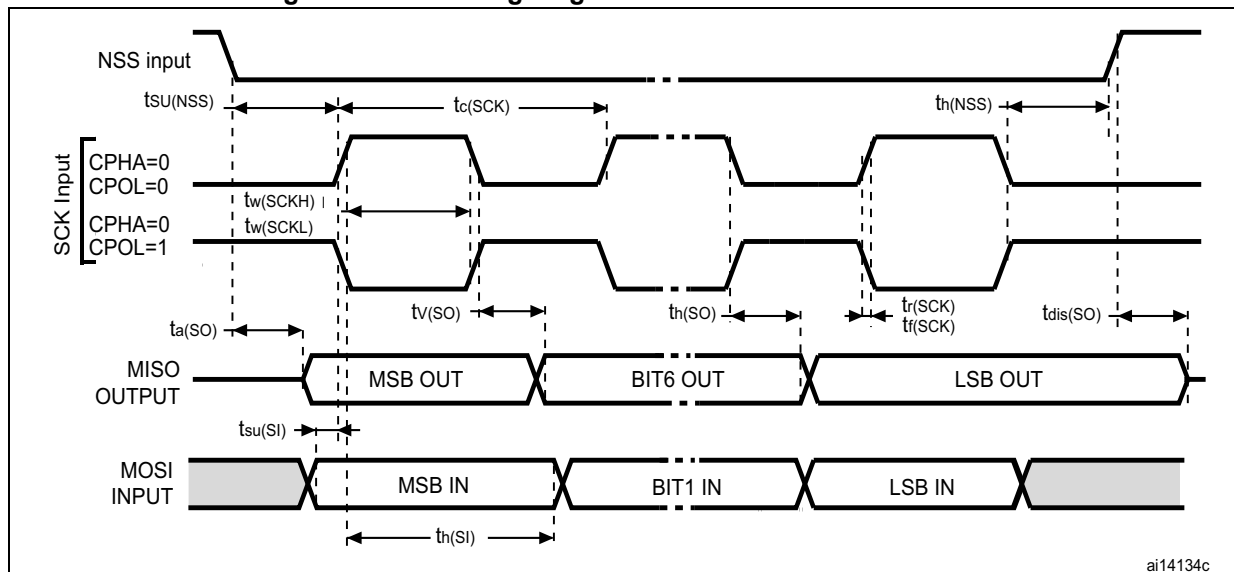 NSS input
tSU(NSS)
tc(SCK)
th(NSS)
SCK Input
CPHA=0
CPOL=0
tw(SCKH)
CPHA=0
tw(SCKL)
CPOL=1
ta(SO)
tV(SO)
th(SO)
tr(SCK)
tf(SCK)
tdis(SO)
MISO
OUTPUT
MSB OUT
BIT6 OUT
LSB OUT
tsu(SI)
MOSI
INPUT
MSB IN
BIT1 IN
LSB IN
th(SI)
ai14134c